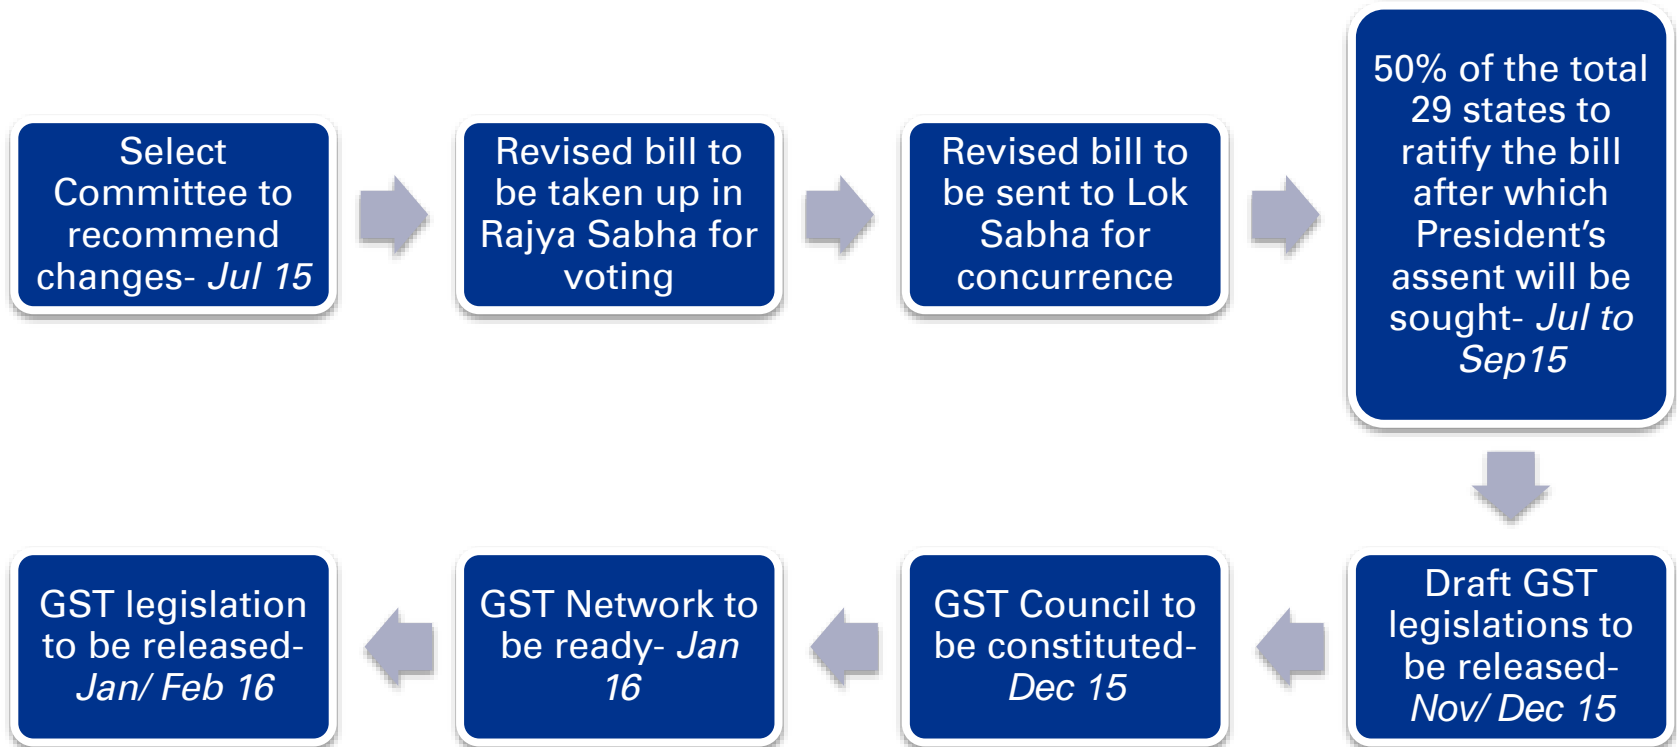 Select
Committee to
recommend
changes- Jul 15
Revised bill to
be taken up in
Rajya Sabha for
voting
Revised bill to
be sent to Lok
Sabha for
concurrence
50% of the total
29 states to
ratify the bill
after which
President’s
assent will be
sought- Jul to
Sep15
Draft GST
legislations to
be released-
Nov/ Dec 15
GST Council to
be constituted-
Dec 15
GST Network to
be ready- Jan
16
GST legislation
to be released-
Jan/ Feb 16